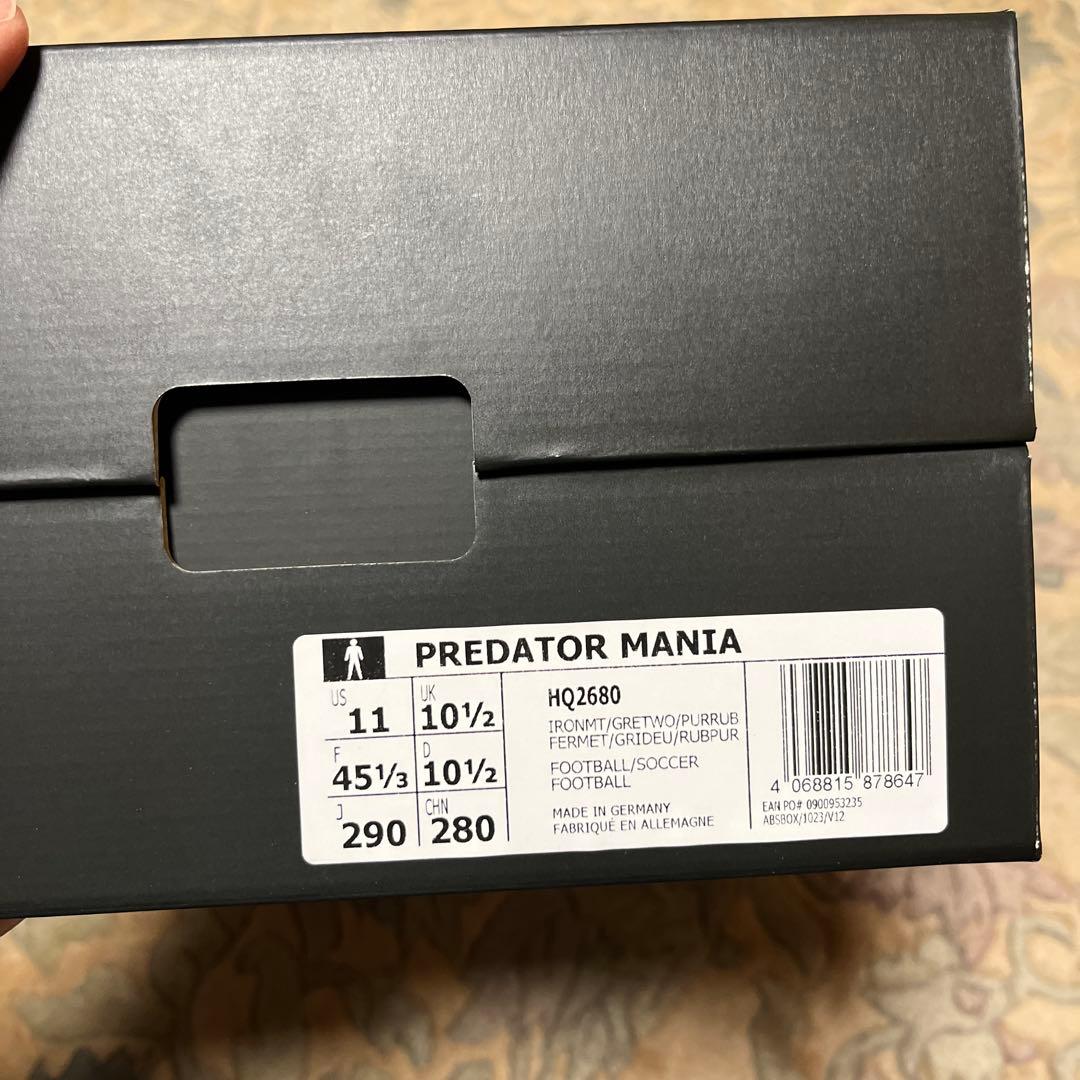 PREDATOR MANIA
US 11 UK 10½
F 45⅓ D 10½
J 290 CHN 280
HQ2680
IRONMT/GRETWO/PURRUB
FERMET/GRIDEU/RUBPUR
FOOTBALL/SOCCER
FOOTBALL
MADE IN GERMANY
FABRIQUÉ EN ALLEMAGNE
4 068815 878647
EAN PO# 0900953235
ABSBOX/1023/V12